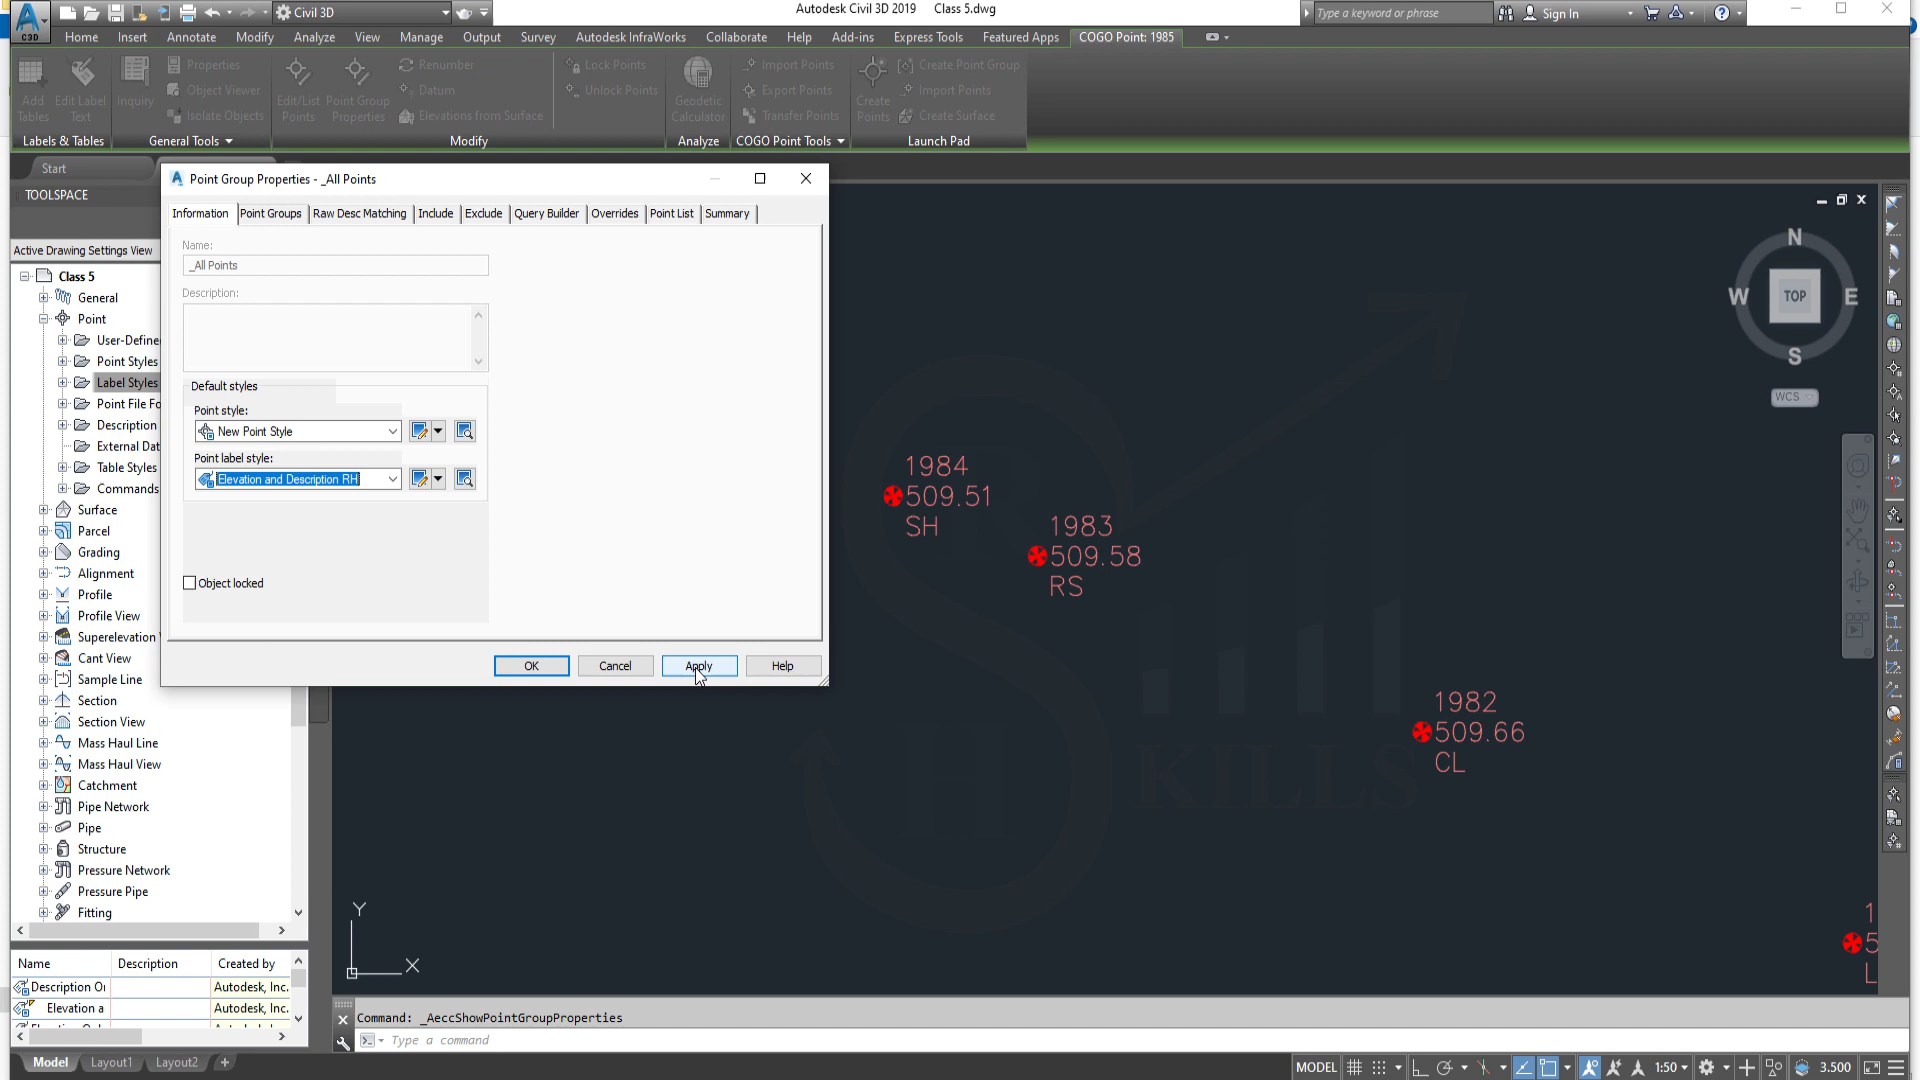 Civil 3D
Autodesk Civil 3D 2019 Class 5.dwg
Type a keyword or phrase
Sign In
Home Insert Annotate Modify Analyze View Manage Output Survey Autodesk InfraWorks Collaborate Help Add-ins Express Tools Featured Apps COGO Point: 1985
C3D
Add Tables
Edit Label Text
Inquiry
Properties
Object Viewer
Isolate Objects
Edit/List Points
Point Group Properties
Renumber
Datum
Elevations from Surface
Lock Points
Unlock Points
Geodetic Calculator
Import Points
Export Points
Transfer Points
Create Points
Create Point Group
Import Points
Create Surface
Labels & Tables General Tools Modify Analyze COGO Point Tools Launch Pad
Start
TOOLSPACE
Active Drawing Settings View
Class 5
General
Point
User-Define
Point Styles
Label Styles
Point File Fo
Description
External Dat
Table Styles
Commands
Surface
Parcel
Grading
Alignment
Profile
Profile View
Superelevation
Cant View
Sample Line
Section
Section View
Mass Haul Line
Mass Haul View
Catchment
Pipe Network
Pipe
Structure
Pressure Network
Pressure Pipe
Fitting
Name Description Created by
Description Or Autodesk, Inc.
Elevation a Autodesk, Inc.
Point Group Properties - _All Points
Information Point Groups Raw Desc Matching Include Exclude Query Builder Overrides Point List Summary
Name:
_All Points
Description:
Default styles
Point style:
New Point Style
Point label style:
Elevation and Description RH
Object locked
OK Cancel Apply Help
1984
509.51
SH
1983
509.58
RS
1982
509.66
CL
1
5
L
N
W TOP E
S
WCS
KILLS
Y
X
Command: _AeccShowPointGroupProperties
Type a command
Model Layout1 Layout2 +
MODEL 1:50 3.500